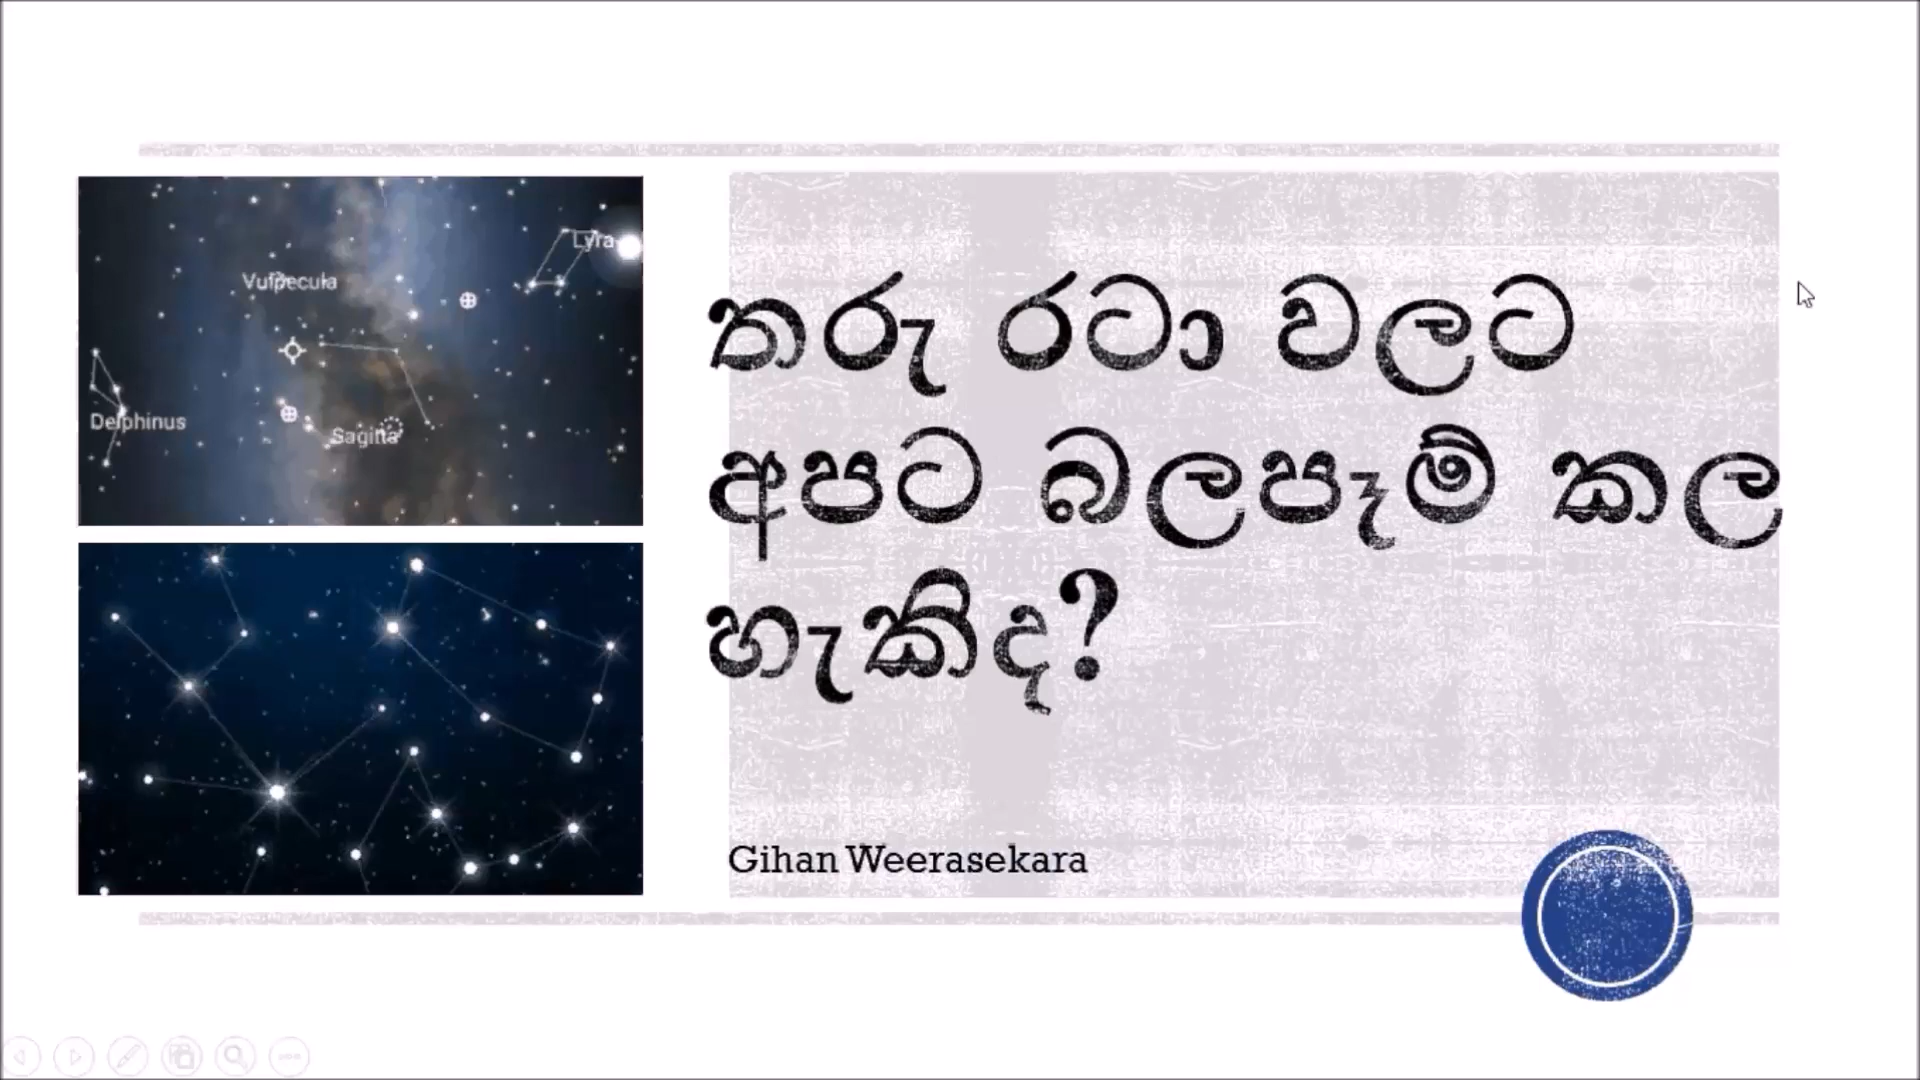 Lyra
Vulpecula
Delphinus
Sagitta
තරු රටා වලට
අපට බලපෑම් කල
හැකිද?
Gihan Weerasekara